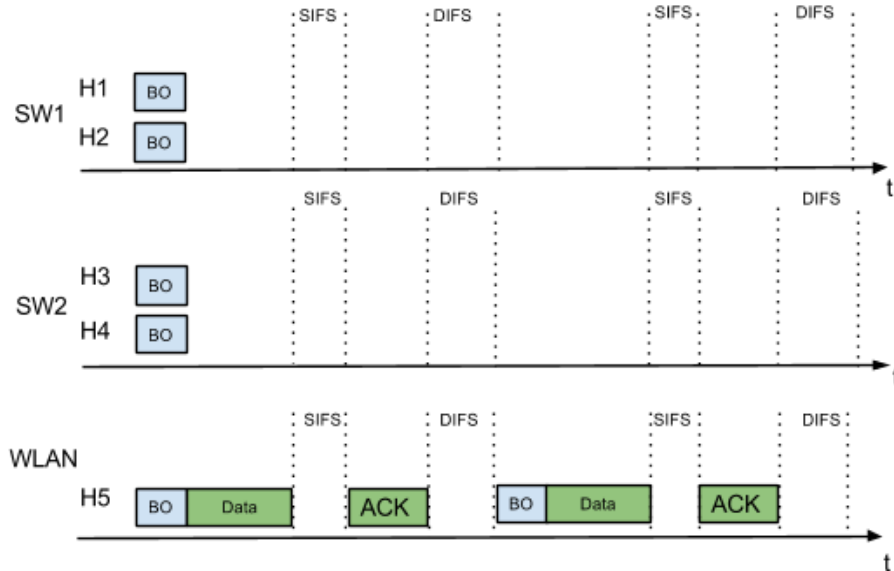 SIFS DIFS SIFS DIFS
H1 BO
SW1
H2 BO
t
SIFS DIFS SIFS DIFS
H3 BO
SW2
H4 BO
t
SIFS DIFS SIFS DIFS
WLAN
H5 BO Data ACK BO Data ACK
t